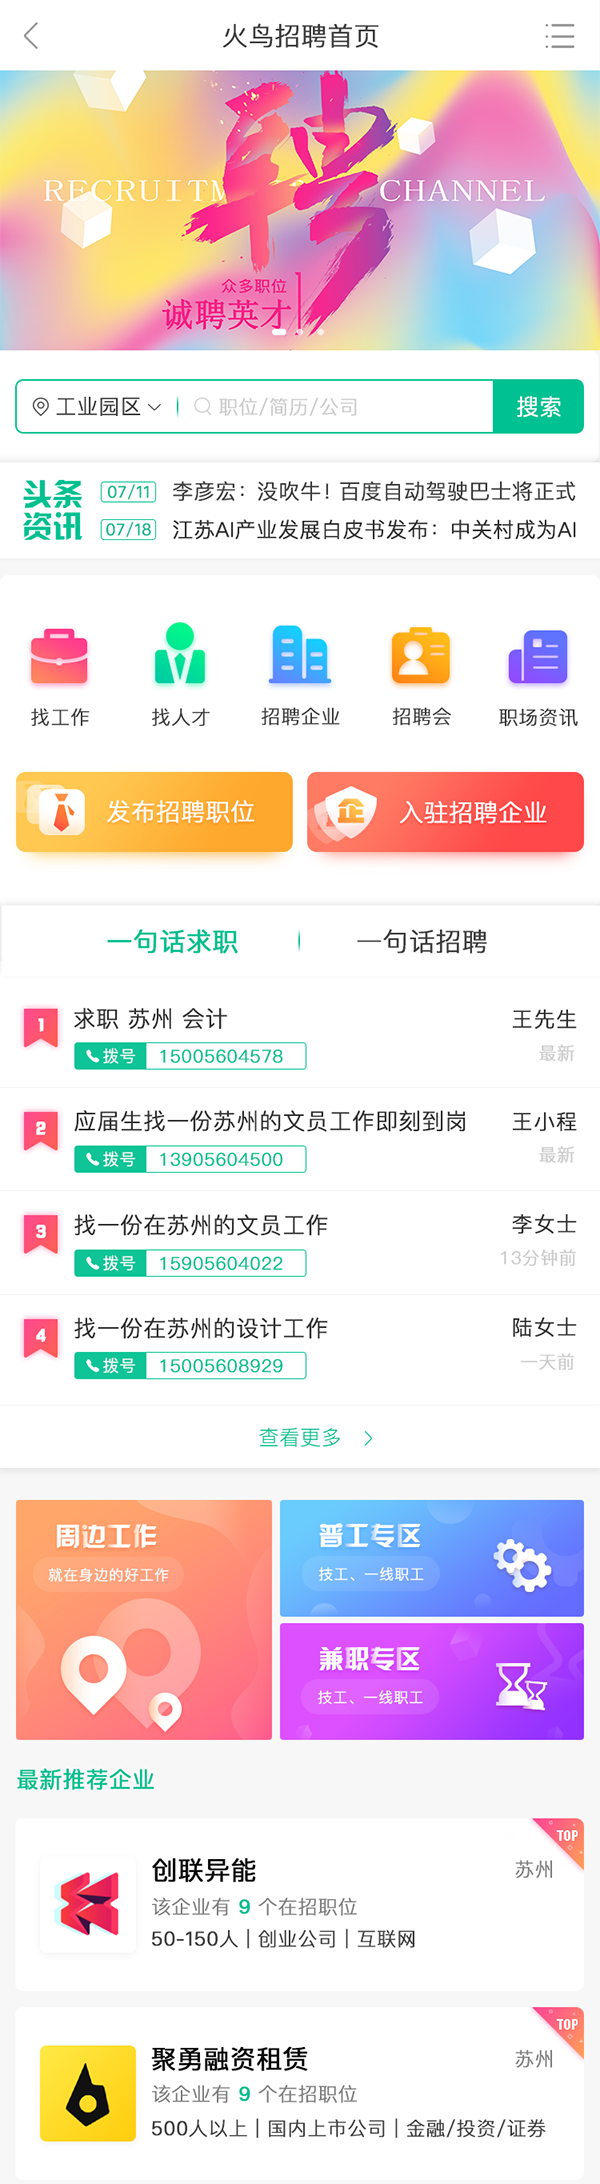 火鸟招聘首页
聘
RECRUITM CHANNEL
众多职位
诚聘英才
工业园区 职位/简历/公司 搜索
头条资讯
07/11 李彦宏：没吹牛！百度自动驾驶巴士将正式
07/18 江苏AI产业发展白皮书发布：中关村成为AI
找工作 找人才 招聘企业 招聘会 职场资讯
发布招聘职位 入驻招聘企业
一句话求职 一句话招聘
1 求职 苏州 会计 王先生
拨号 15005604578 最新
2 应届生找一份苏州的文员工作即刻到岗 王小程
拨号 13905604500 最新
3 找一份在苏州的文员工作 李女士
拨号 15905604022 13分钟前
4 找一份在苏州的设计工作 陆女士
拨号 15005608929 一天前
查看更多
周边工作
就在身边的好工作
普工专区
技工、一线职工
兼职专区
技工、一线职工
最新推荐企业
TOP
创联异能 苏州
该企业有 9 个在招职位
50-150人 | 创业公司 | 互联网
TOP
聚勇融资租赁 苏州
该企业有 9 个在招职位
500人以上 | 国内上市公司 | 金融/投资/证券